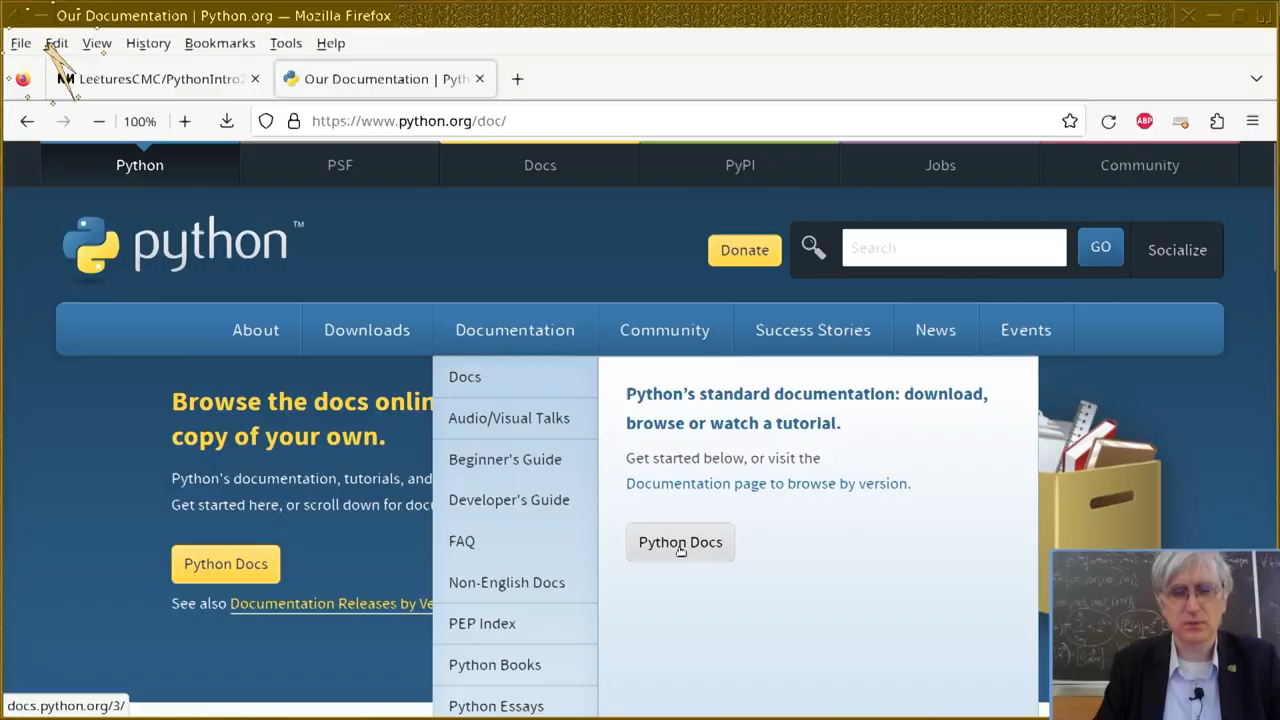 Our Documentation | Python.org — Mozilla Firefox
File Edit View History Bookmarks Tools Help
LecturesCMC/PythonIntro2
Our Documentation | Pyth
100%
https://www.python.org/doc/
ABP
Python PSF Docs PyPI Jobs Community
python™
Donate
Search
GO
Socialize
About Downloads Documentation Community Success Stories News Events
Browse the docs onlin
copy of your own.
Python's documentation, tutorials, and
Get started here, or scroll down for docu
Python Docs
See also Documentation Releases by Ve
Docs
Audio/Visual Talks
Beginner's Guide
Developer's Guide
FAQ
Non-English Docs
PEP Index
Python Books
Python Essays
Python’s standard documentation: download,
browse or watch a tutorial.
Get started below, or visit the
Documentation page to browse by version.
Python Docs
docs.python.org/3/